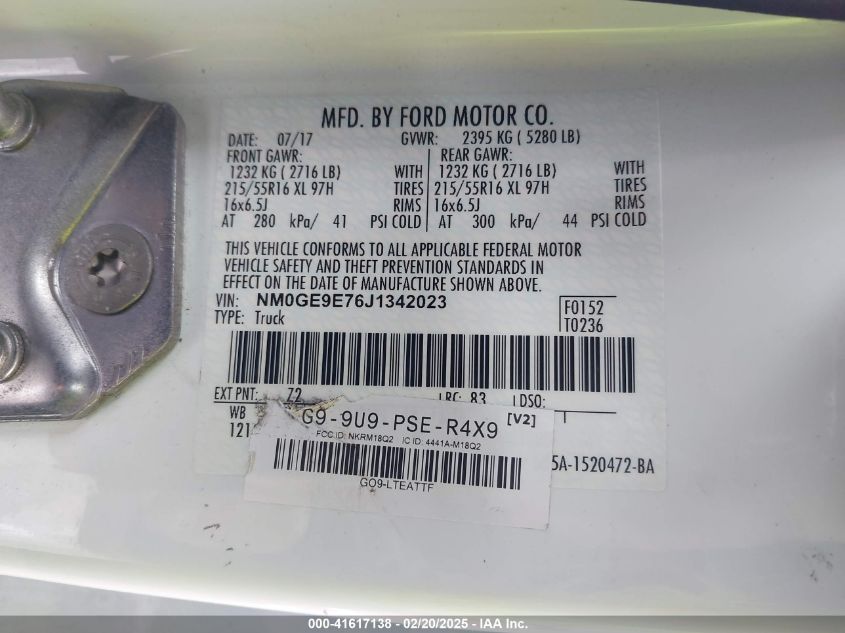 MFD. BY FORD MOTOR CO.
DATE: 07/17 GVWR: 2395 KG ( 5280 LB)
FRONT GAWR: REAR GAWR:
1232 KG ( 2716 LB) WITH 1232 KG ( 2716 LB) WITH
215/55R16 XL 97H TIRES 215/55R16 XL 97H TIRES
16x6.5J RIMS 16x6.5J RIMS
AT 280 kPa/ 41 PSI COLD AT 300 kPa/ 44 PSI COLD
THIS VEHICLE CONFORMS TO ALL APPLICABLE FEDERAL MOTOR
VEHICLE SAFETY AND THEFT PREVENTION STANDARDS IN
EFFECT ON THE DATE OF MANUFACTURE SHOWN ABOVE.
VIN: NM0GE9E76J1342023
TYPE: Truck
F0152
T0236
EXT PNT: Z2 RC: 83 DSO:
WB
121
G9-9U9-PSE-R4X9 [V2]
FCC ID: NKRM18Q2 IC ID: 4441A-M18Q2
GO9-LTEATTF
5A-1520472-BA
000-41617138 - 02/20/2025 - IAA Inc.